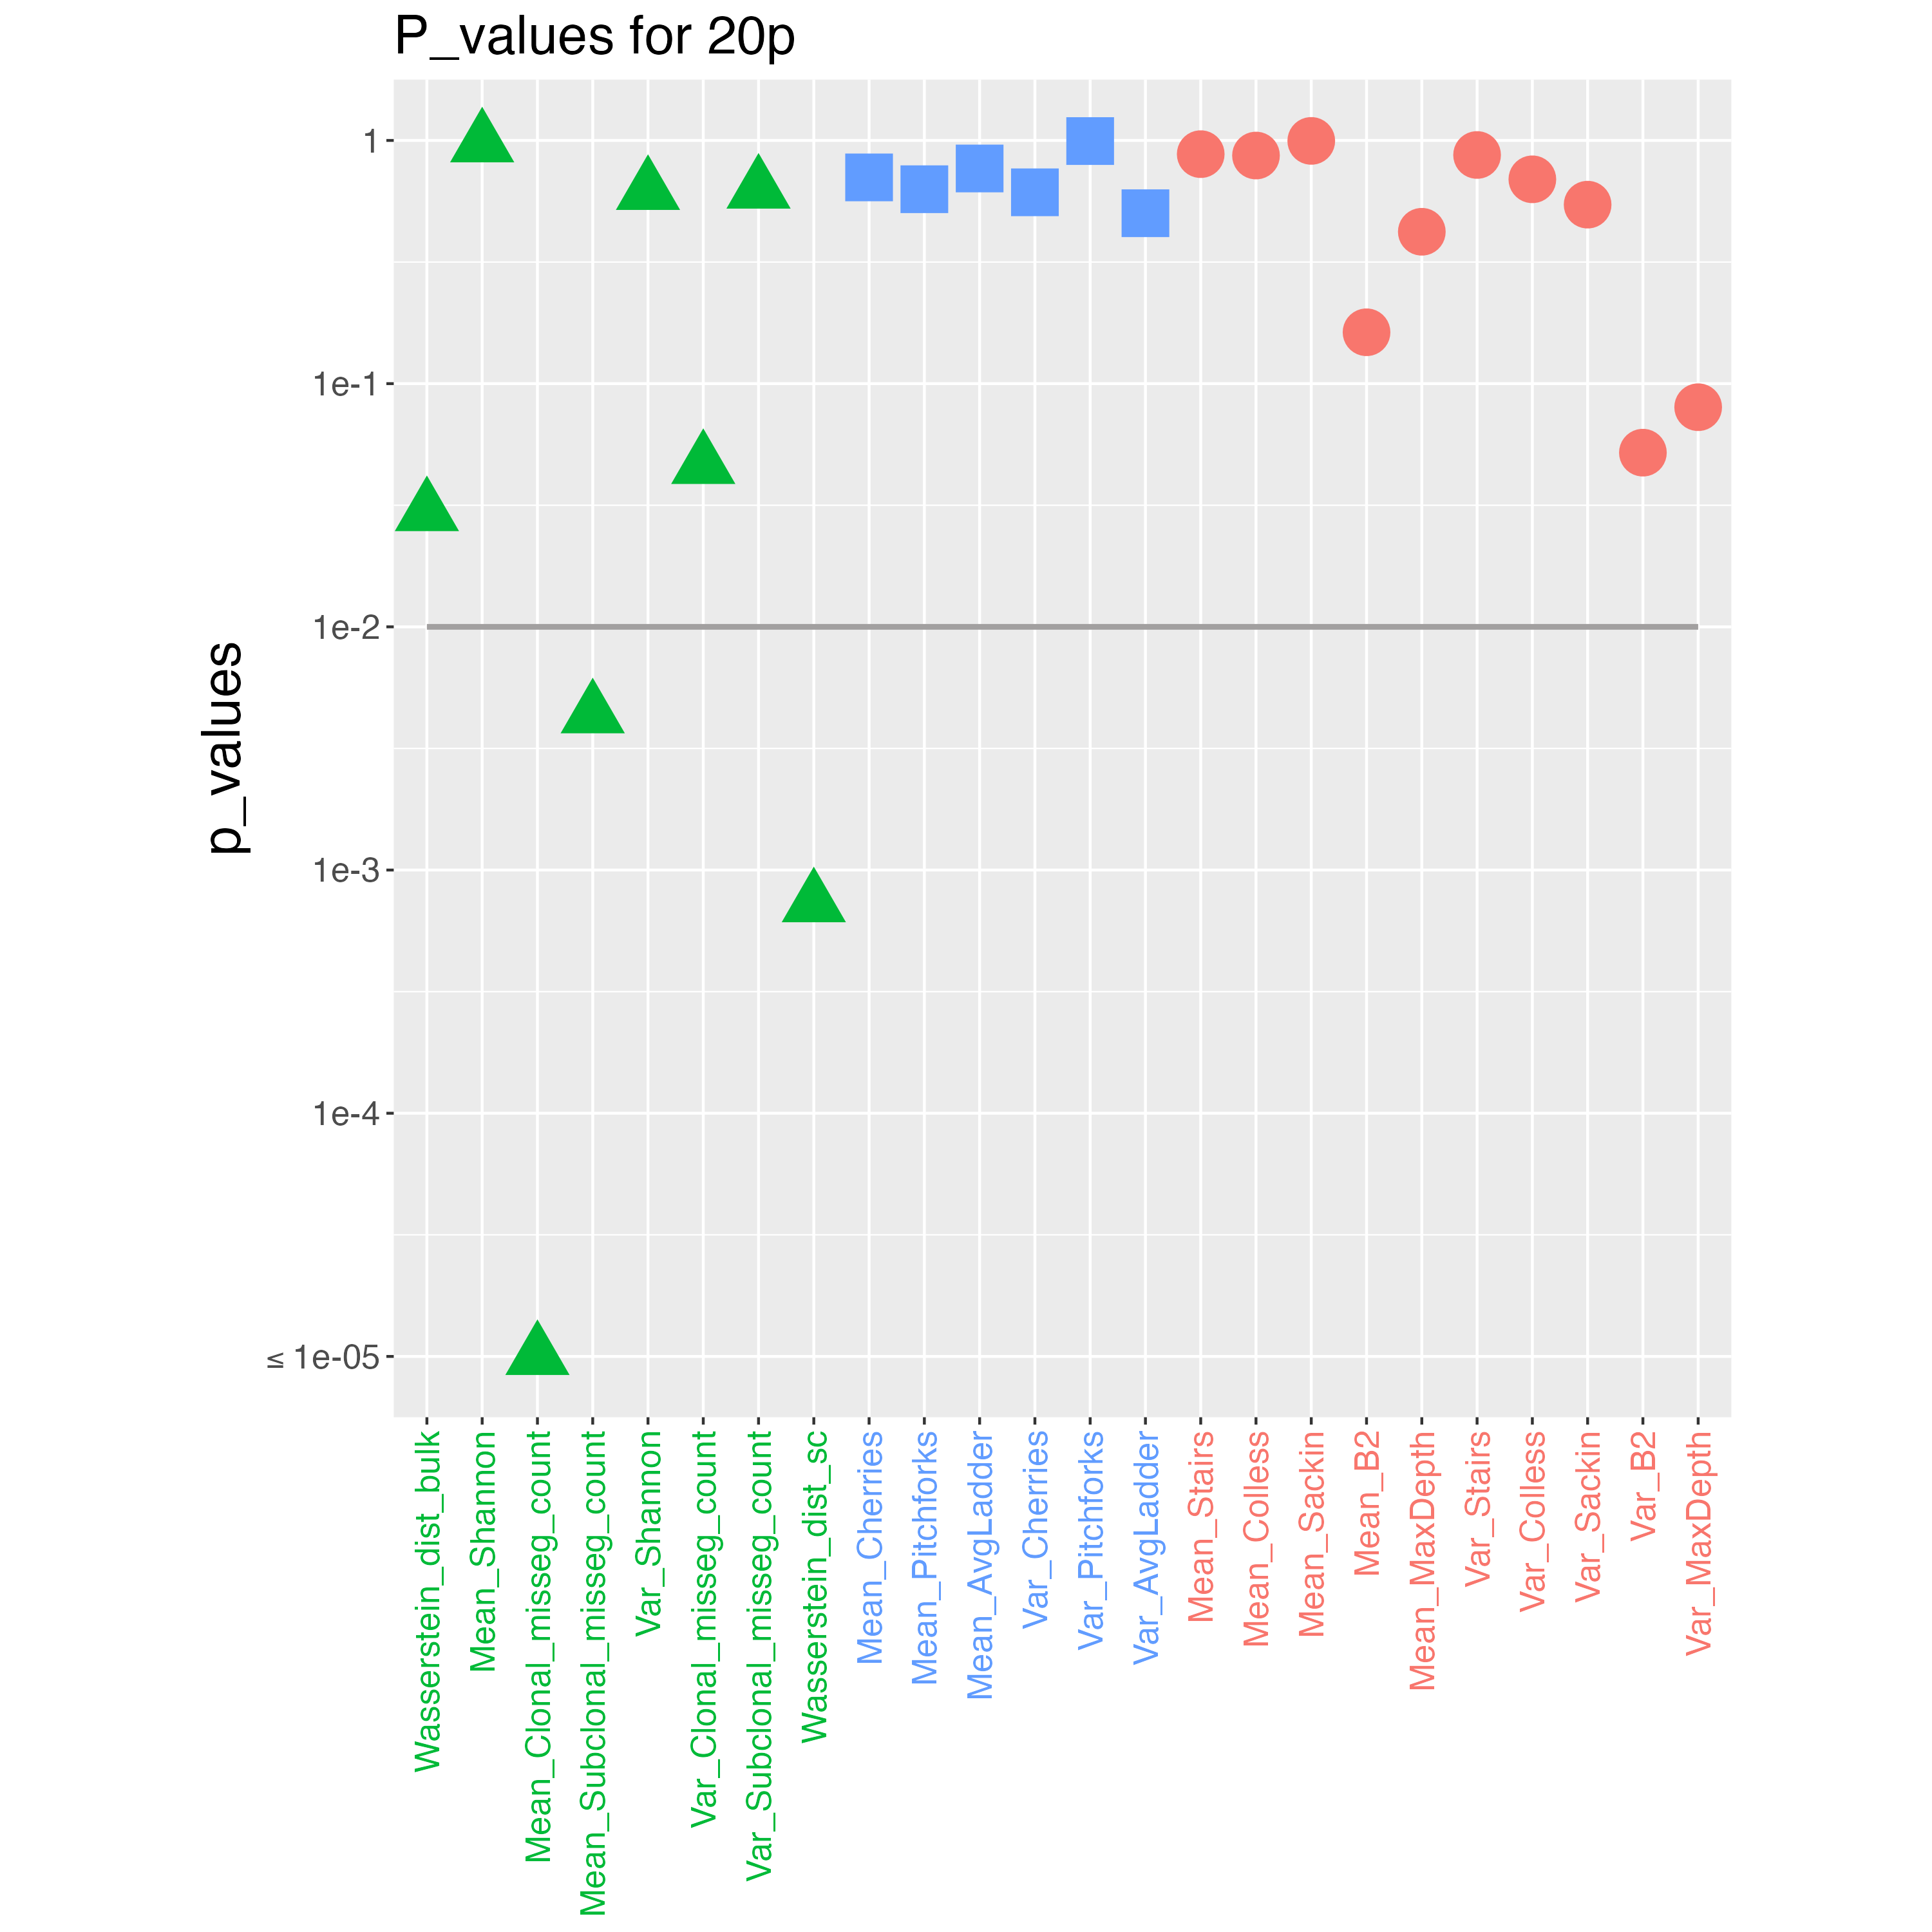 P_values for 20p
p_values
1
1e-1
1e-2
1e-3
1e-4
≤ 1e-05
Wasserstein_dist_bulk
Mean_Shannon
Mean_Clonal_misseg_count
Mean_Subclonal_misseg_count
Var_Shannon
Var_Clonal_misseg_count
Var_Subclonal_misseg_count
Wasserstein_dist_sc
Mean_Cherries
Mean_Pitchforks
Mean_AvgLadder
Var_Cherries
Var_Pitchforks
Var_AvgLadder
Mean_Stairs
Mean_Colless
Mean_Sackin
Mean_B2
Mean_MaxDepth
Var_Stairs
Var_Colless
Var_Sackin
Var_B2
Var_MaxDepth